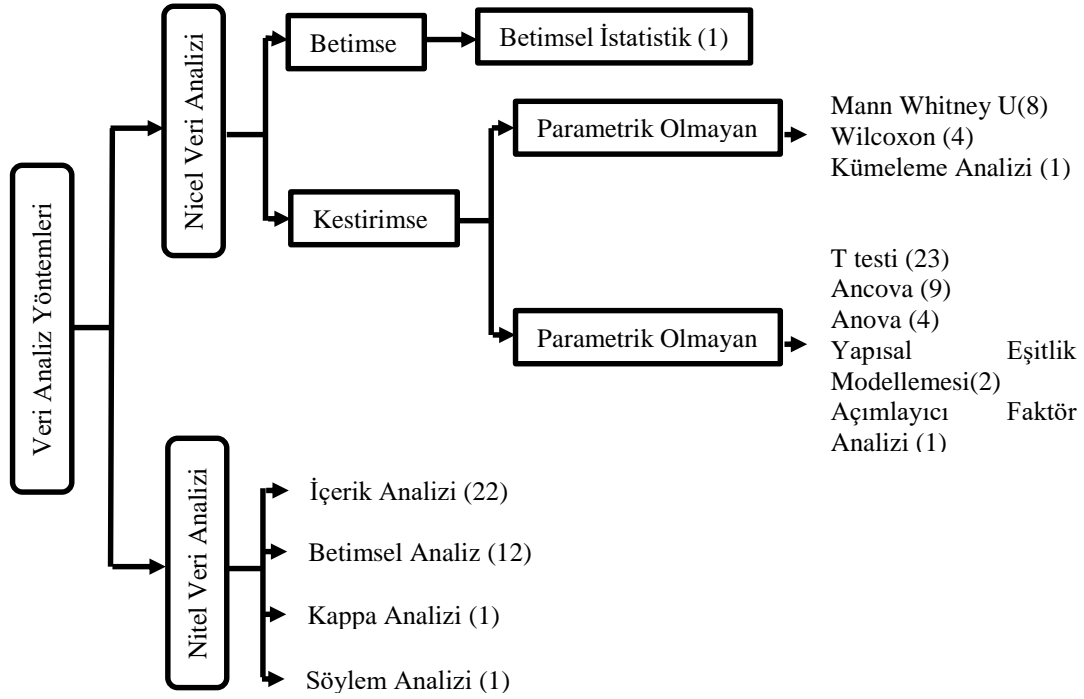 Veri Analiz Yöntemleri
Nicel Veri Analizi
Betimse
Betimsel İstatistik (1)
Kestirimse
Parametrik Olmayan
Mann Whitney U(8)
Wilcoxon (4)
Kümeleme Analizi (1)
Parametrik Olmayan
T testi (23)
Ancova (9)
Anova (4)
Yapısal Eşitlik
Modellemesi(2)
Açımlayıcı Faktör
Analizi (1)
Nitel Veri Analizi
İçerik Analizi (22)
Betimsel Analiz (12)
Kappa Analizi (1)
Söylem Analizi (1)